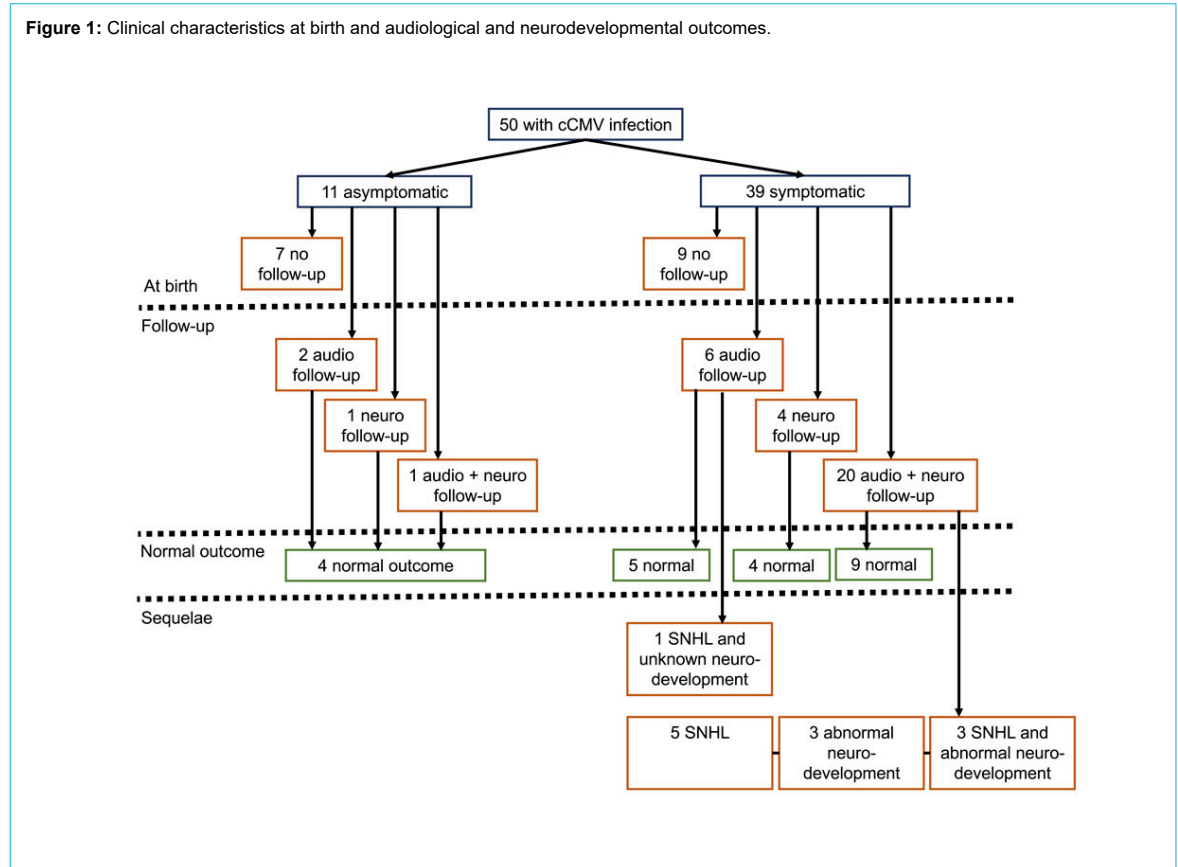 Figure 1: Clinical characteristics at birth and audiological and neurodevelopmental outcomes.
50 with cCMV infection
11 asymptomatic
39 symptomatic
7 no
follow-up
9 no
follow-up
At birth
Follow-up
2 audio
follow-up
6 audio
follow-up
1 neuro
follow-up
4 neuro
follow-up
1 audio + neuro
follow-up
20 audio + neuro
follow-up
Normal outcome
4 normal outcome
5 normal
4 normal
9 normal
Sequelae
1 SNHL and
unknown neuro-
development
5 SNHL
3 abnormal
neuro-
development
3 SNHL and
abnormal neuro-
development